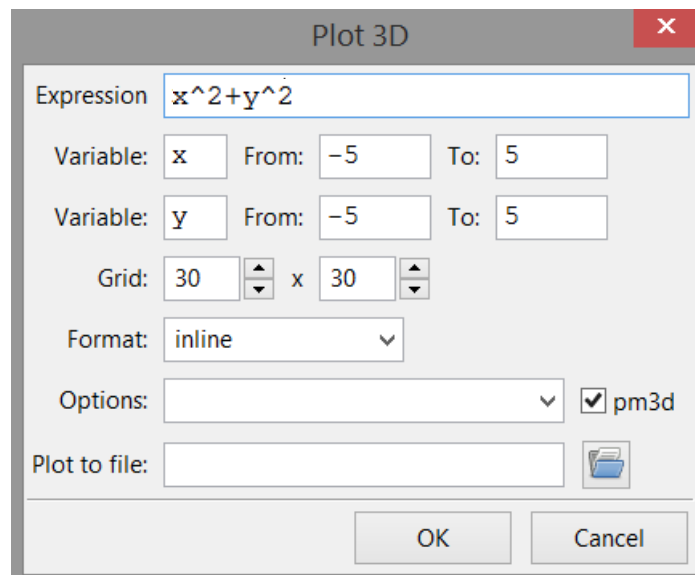 Plot 3D
Expression x^2+y^2
Variable: x From: -5 To: 5
Variable: y From: -5 To: 5
Grid: 30 x 30
Format: inline
Options: pm3d
Plot to file:
OK Cancel